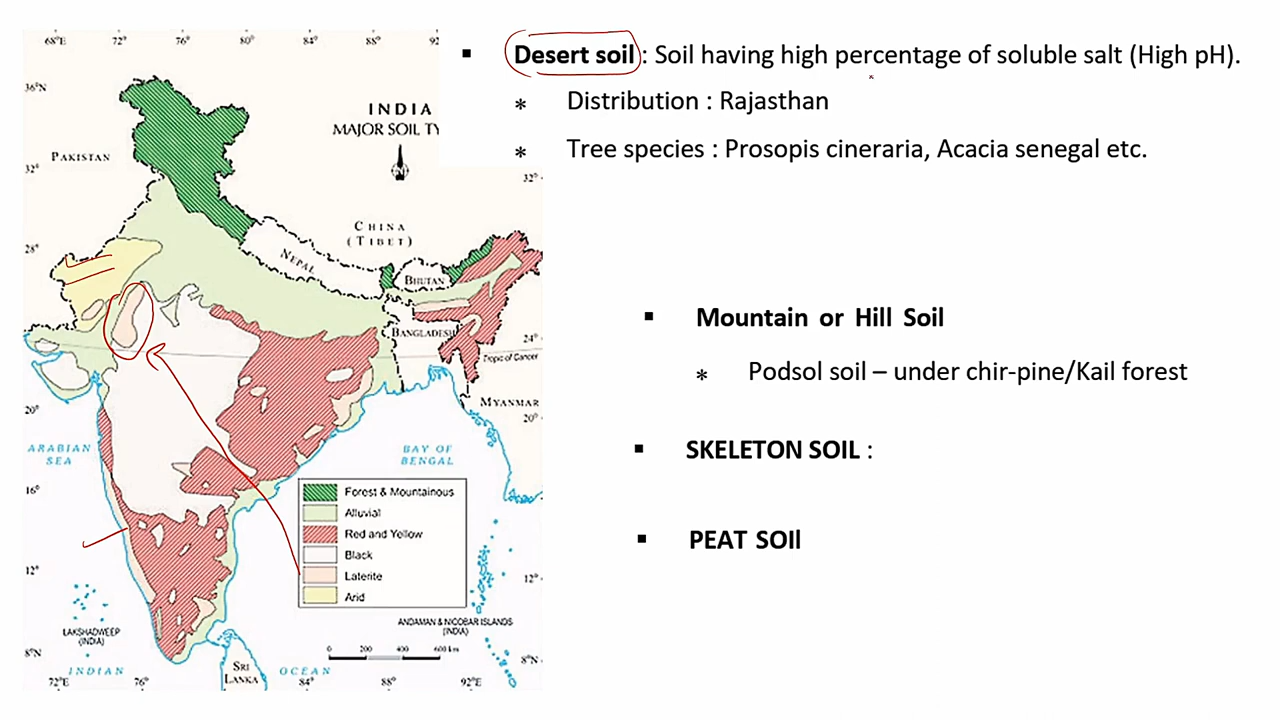 68°E 72° 76° 80° 84° 88° 92
36°N
INDIA
MAJOR SOIL TY
PAKISTAN
32° 32°
CHINA
(TIBET)
28°
NEPAL
BHUTAN
BANGLADESH
24° 24°
Tropic of Cancer
MYANMAR
20° 20°
ARABIAN
SEA
BAY OF
BENGAL
16°
Forest & Mountainous
Alluvial
Red and Yellow
Black
Laterite
Arid
12° 12°
LAKSHADWEEP
(INDIA)
ANDAMAN & NICOBAR ISLANDS
(INDIA)
0 200 400 600 km
8°N 8°N
SRI
LANKA
INDIAN OCEAN
72°E 76° 84° 88° 92°E
▪ Desert soil : Soil having high percentage of soluble salt (High pH).
* Distribution : Rajasthan
* Tree species : Prosopis cineraria, Acacia senegal etc.
▪ Mountain or Hill Soil
* Podsol soil – under chir-pine/Kail forest
▪ SKELETON SOIL :
▪ PEAT SOIl